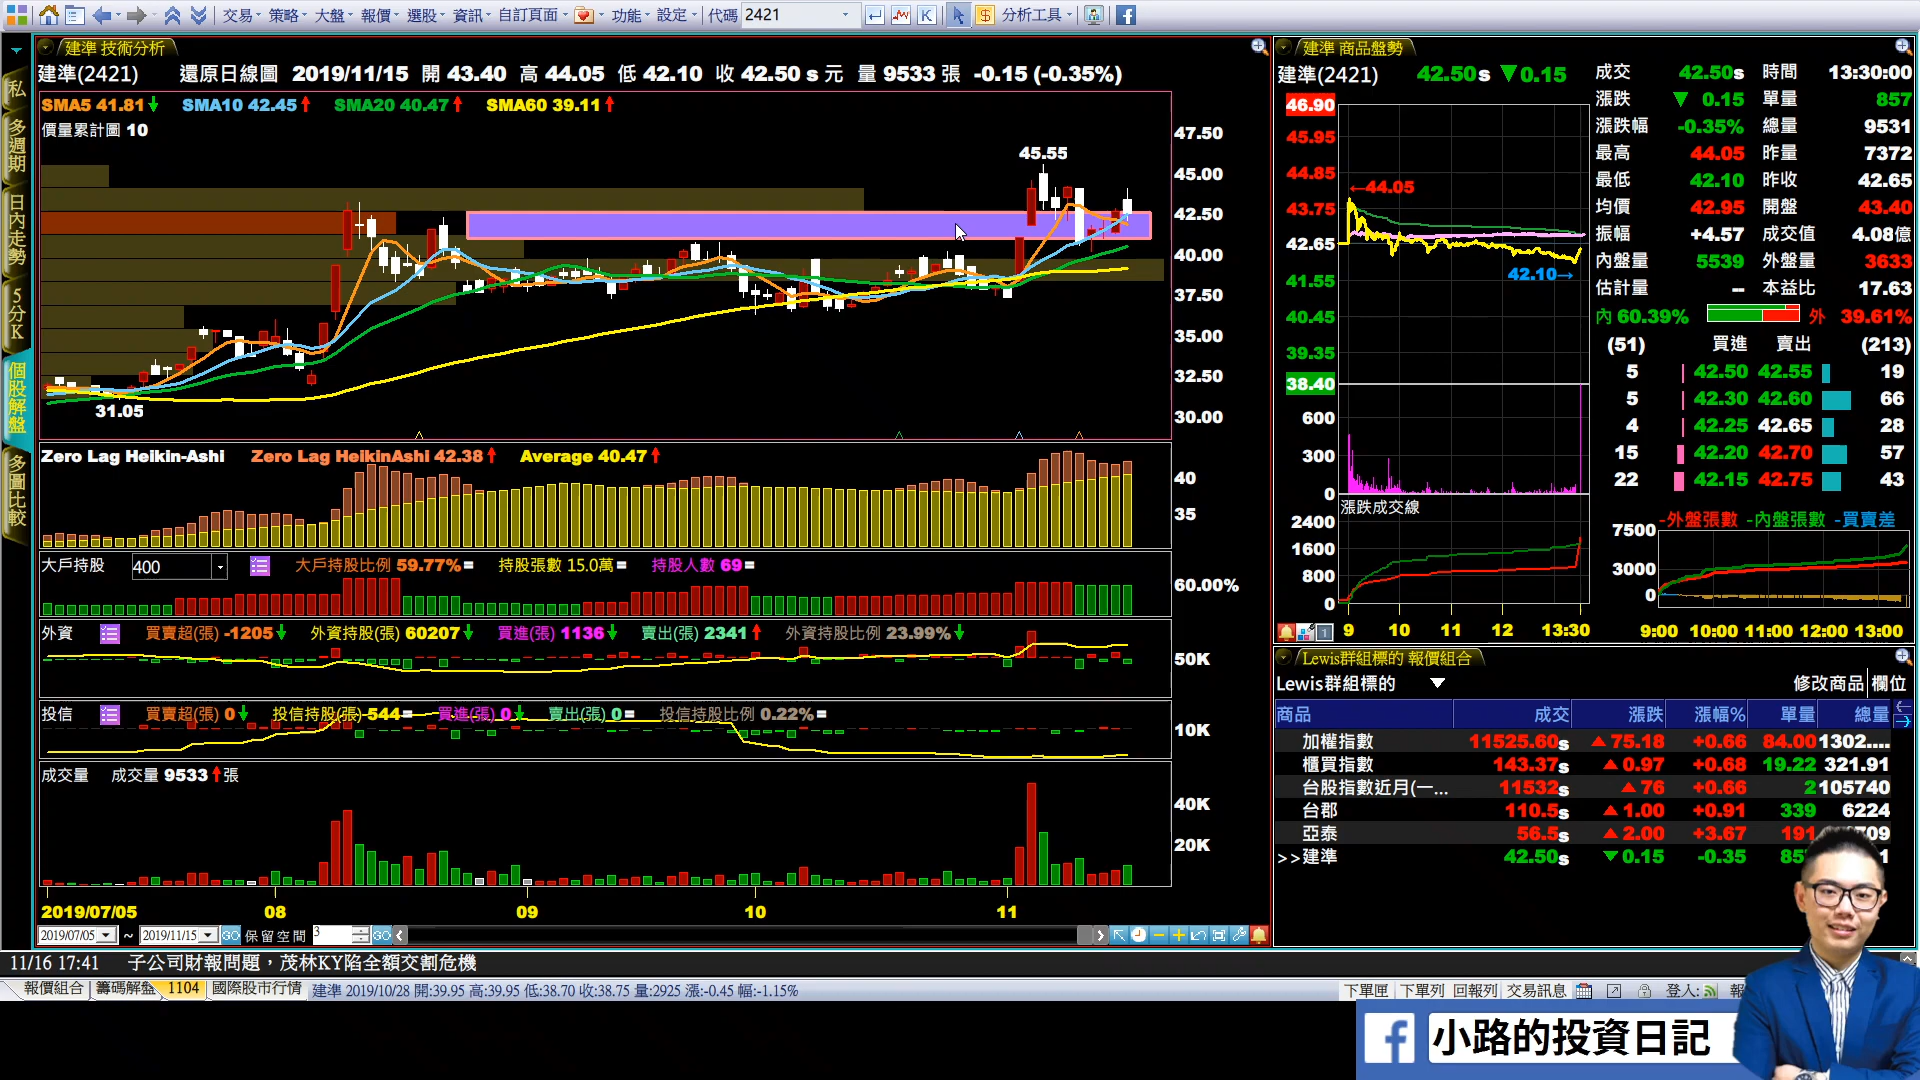 交易 策略 大盤 報價 選股 資訊 自訂頁面 功能 設定 代碼 2421 K $ 分析工具
私
多週期
日內走勢
5分K
個股解盤
多圖比較
建準 技術分析
建準(2421) 還原日線圖 2019/11/15 開 43.40 高 44.05 低 42.10 收 42.50 s 元 量 9533 張 -0.15 (-0.35%)
SMA5 41.81 SMA10 42.45 SMA20 40.47 SMA60 39.11
價量累計圖 10
47.50
45.00
42.50
40.00
37.50
35.00
32.50
30.00
45.55
31.05
Zero Lag Heikin-Ashi Zero Lag HeikinAshi 42.38 Average 40.47
40
35
大戶持股 400 大戶持股比例 59.77%= 持股張數 15.0萬= 持股人數 69=
60.00%
外資 買賣超(張) -1205 外資持股(張) 60207 買進(張) 1136 賣出(張) 2341 外資持股比例 23.99%
50K
投信 買賣超(張) 0 投信持股(張) 544= 買進(張) 0 賣出(張) 0= 投信持股比例 0.22%=
10K
成交量 成交量 9533 張
40K
20K
2019/07/05 08 09 10 11
2019/07/05 ~ 2019/11/15 GO 保留空間 3 GO
建準 商品盤勢
建準(2421) 42.50s ▼0.15
46.90
45.95
44.85
43.75
42.65
41.55
40.45
39.35
38.40
600
300
0
←44.05
42.10→
漲跌成交線
2400
1600
800
0
9 10 11 12 13:30
成交 42.50s 時間 13:30:00
漲跌 ▼ 0.15 單量 857
漲跌幅 -0.35% 總量 9531
最高 44.05 昨量 7372
最低 42.10 昨收 42.65
均價 42.95 開盤 43.40
振幅 +4.57 成交值 4.08億
內盤量 5539 外盤量 3633
估計量 -- 本益比 17.63
內 60.39% 外 39.61%
(51) 買進 賣出 (213)
5 42.50 42.55 19
5 42.30 42.60 66
4 42.25 42.65 28
15 42.20 42.70 57
22 42.15 42.75 43
-外盤張數 -內盤張數 -買賣差
7500
3000
0
9:00 10:00 11:00 12:00 13:00
Lewis群組標的 報價組合
Lewis群組標的 修改商品 欄位
商品 成交 漲跌 漲幅% 單量 總量
加權指數 11525.60s ▲75.18 +0.66 84.00 1302....
櫃買指數 143.37s ▲0.97 +0.68 19.22 321.91
台股指數近月(一... 11532s ▲76 +0.66 2 105740
台郡 110.5s ▲1.00 +0.91 339 6224
亞泰 56.5s ▲2.00 +3.67 191
>>建準 42.50s ▼0.15 -0.35
11/16 17:41 子公司財報問題，茂林KY陷全額交割危機
報價組合 籌碼解盤 1104 國際股市行情 建準 2019/10/28 開:39.95 高:39.95 低:38.70 收:38.75 量:2925 漲:-0.45 幅:-1.15% 下單匣 下單列 回報列 交易訊息 登入:
小路的投資日記